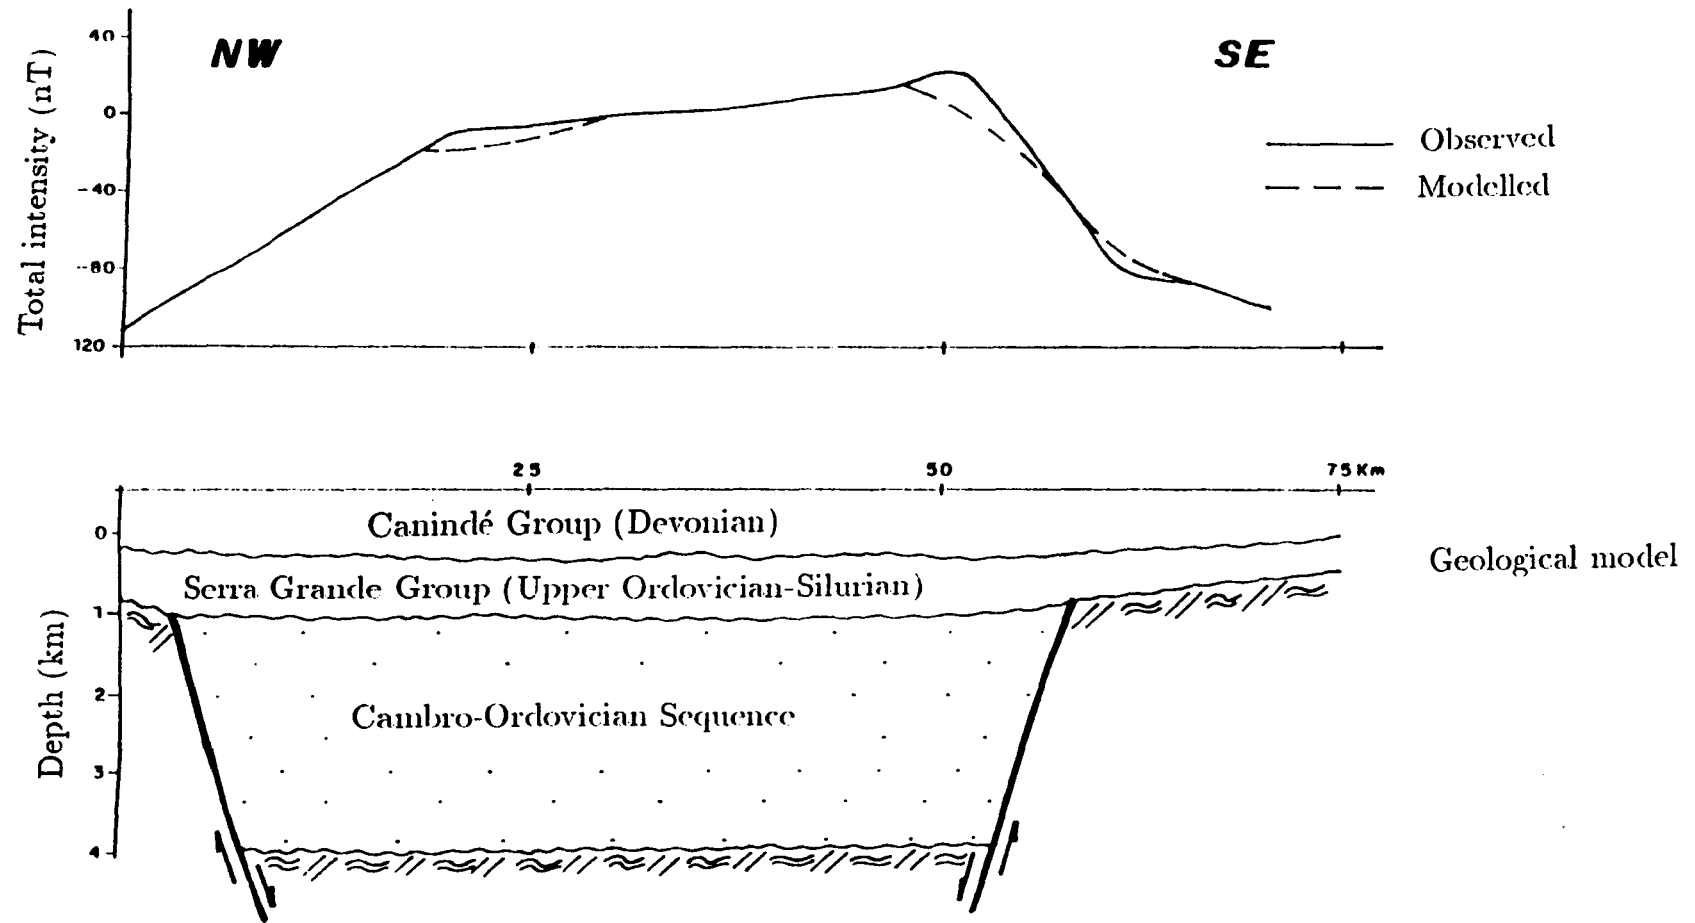 NW
SE
Total intensity (nT)
40
0
-40
--80
120
Observed
Modelled
25
50
75 Km
Canindé Group (Devonian)
Serra Grande Group (Upper Ordovician-Silurian)
Cambro-Ordovician Sequence
Geological model
Depth (km)
0
1
2
3
4